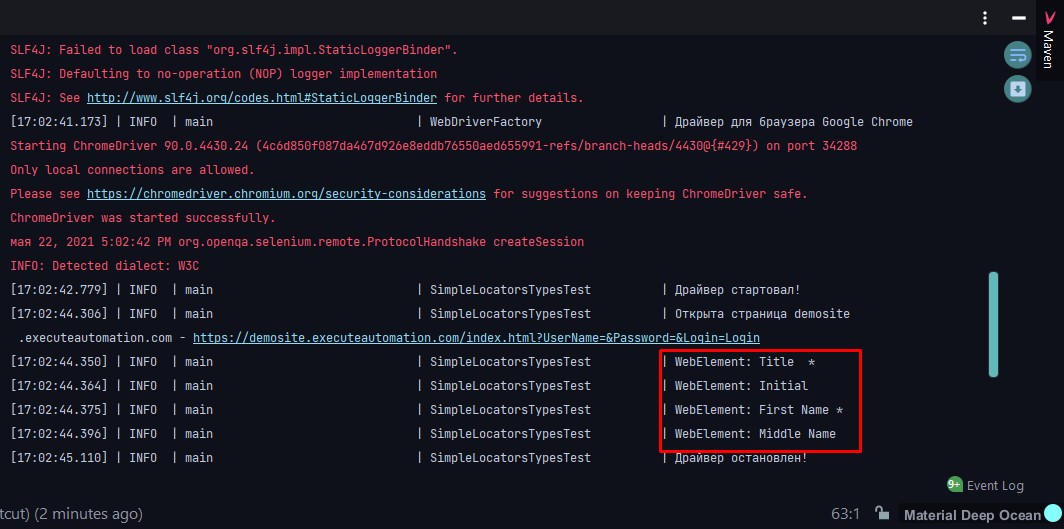 Maven
SLF4J: Failed to load class "org.slf4j.impl.StaticLoggerBinder".
SLF4J: Defaulting to no-operation (NOP) logger implementation
SLF4J: See http://www.slf4j.org/codes.html#StaticLoggerBinder for further details.
[17:02:41.173] | INFO | main | WebDriverFactory | Драйвер для браузера Google Chrome
Starting ChromeDriver 90.0.4430.24 (4c6d850f087da467d926e8eddb76550aed655991-refs/branch-heads/4430@{#429}) on port 34288
Only local connections are allowed.
Please see https://chromedriver.chromium.org/security-considerations for suggestions on keeping ChromeDriver safe.
ChromeDriver was started successfully.
мая 22, 2021 5:02:42 PM org.openqa.selenium.remote.ProtocolHandshake createSession
INFO: Detected dialect: W3C
[17:02:42.779] | INFO | main | SimpleLocatorsTypesTest | Драйвер стартовал!
[17:02:44.306] | INFO | main | SimpleLocatorsTypesTest | Открыта страница demosite
.executeautomation.com - https://demosite.executeautomation.com/index.html?UserName=&Password=&Login=Login
[17:02:44.350] | INFO | main | SimpleLocatorsTypesTest | WebElement: Title *
[17:02:44.364] | INFO | main | SimpleLocatorsTypesTest | WebElement: Initial
[17:02:44.375] | INFO | main | SimpleLocatorsTypesTest | WebElement: First Name *
[17:02:44.396] | INFO | main | SimpleLocatorsTypesTest | WebElement: Middle Name
[17:02:45.110] | INFO | main | SimpleLocatorsTypesTest | Драйвер остановлен!
9+ Event Log
tcut) (2 minutes ago) 63:1 Material Deep Ocean